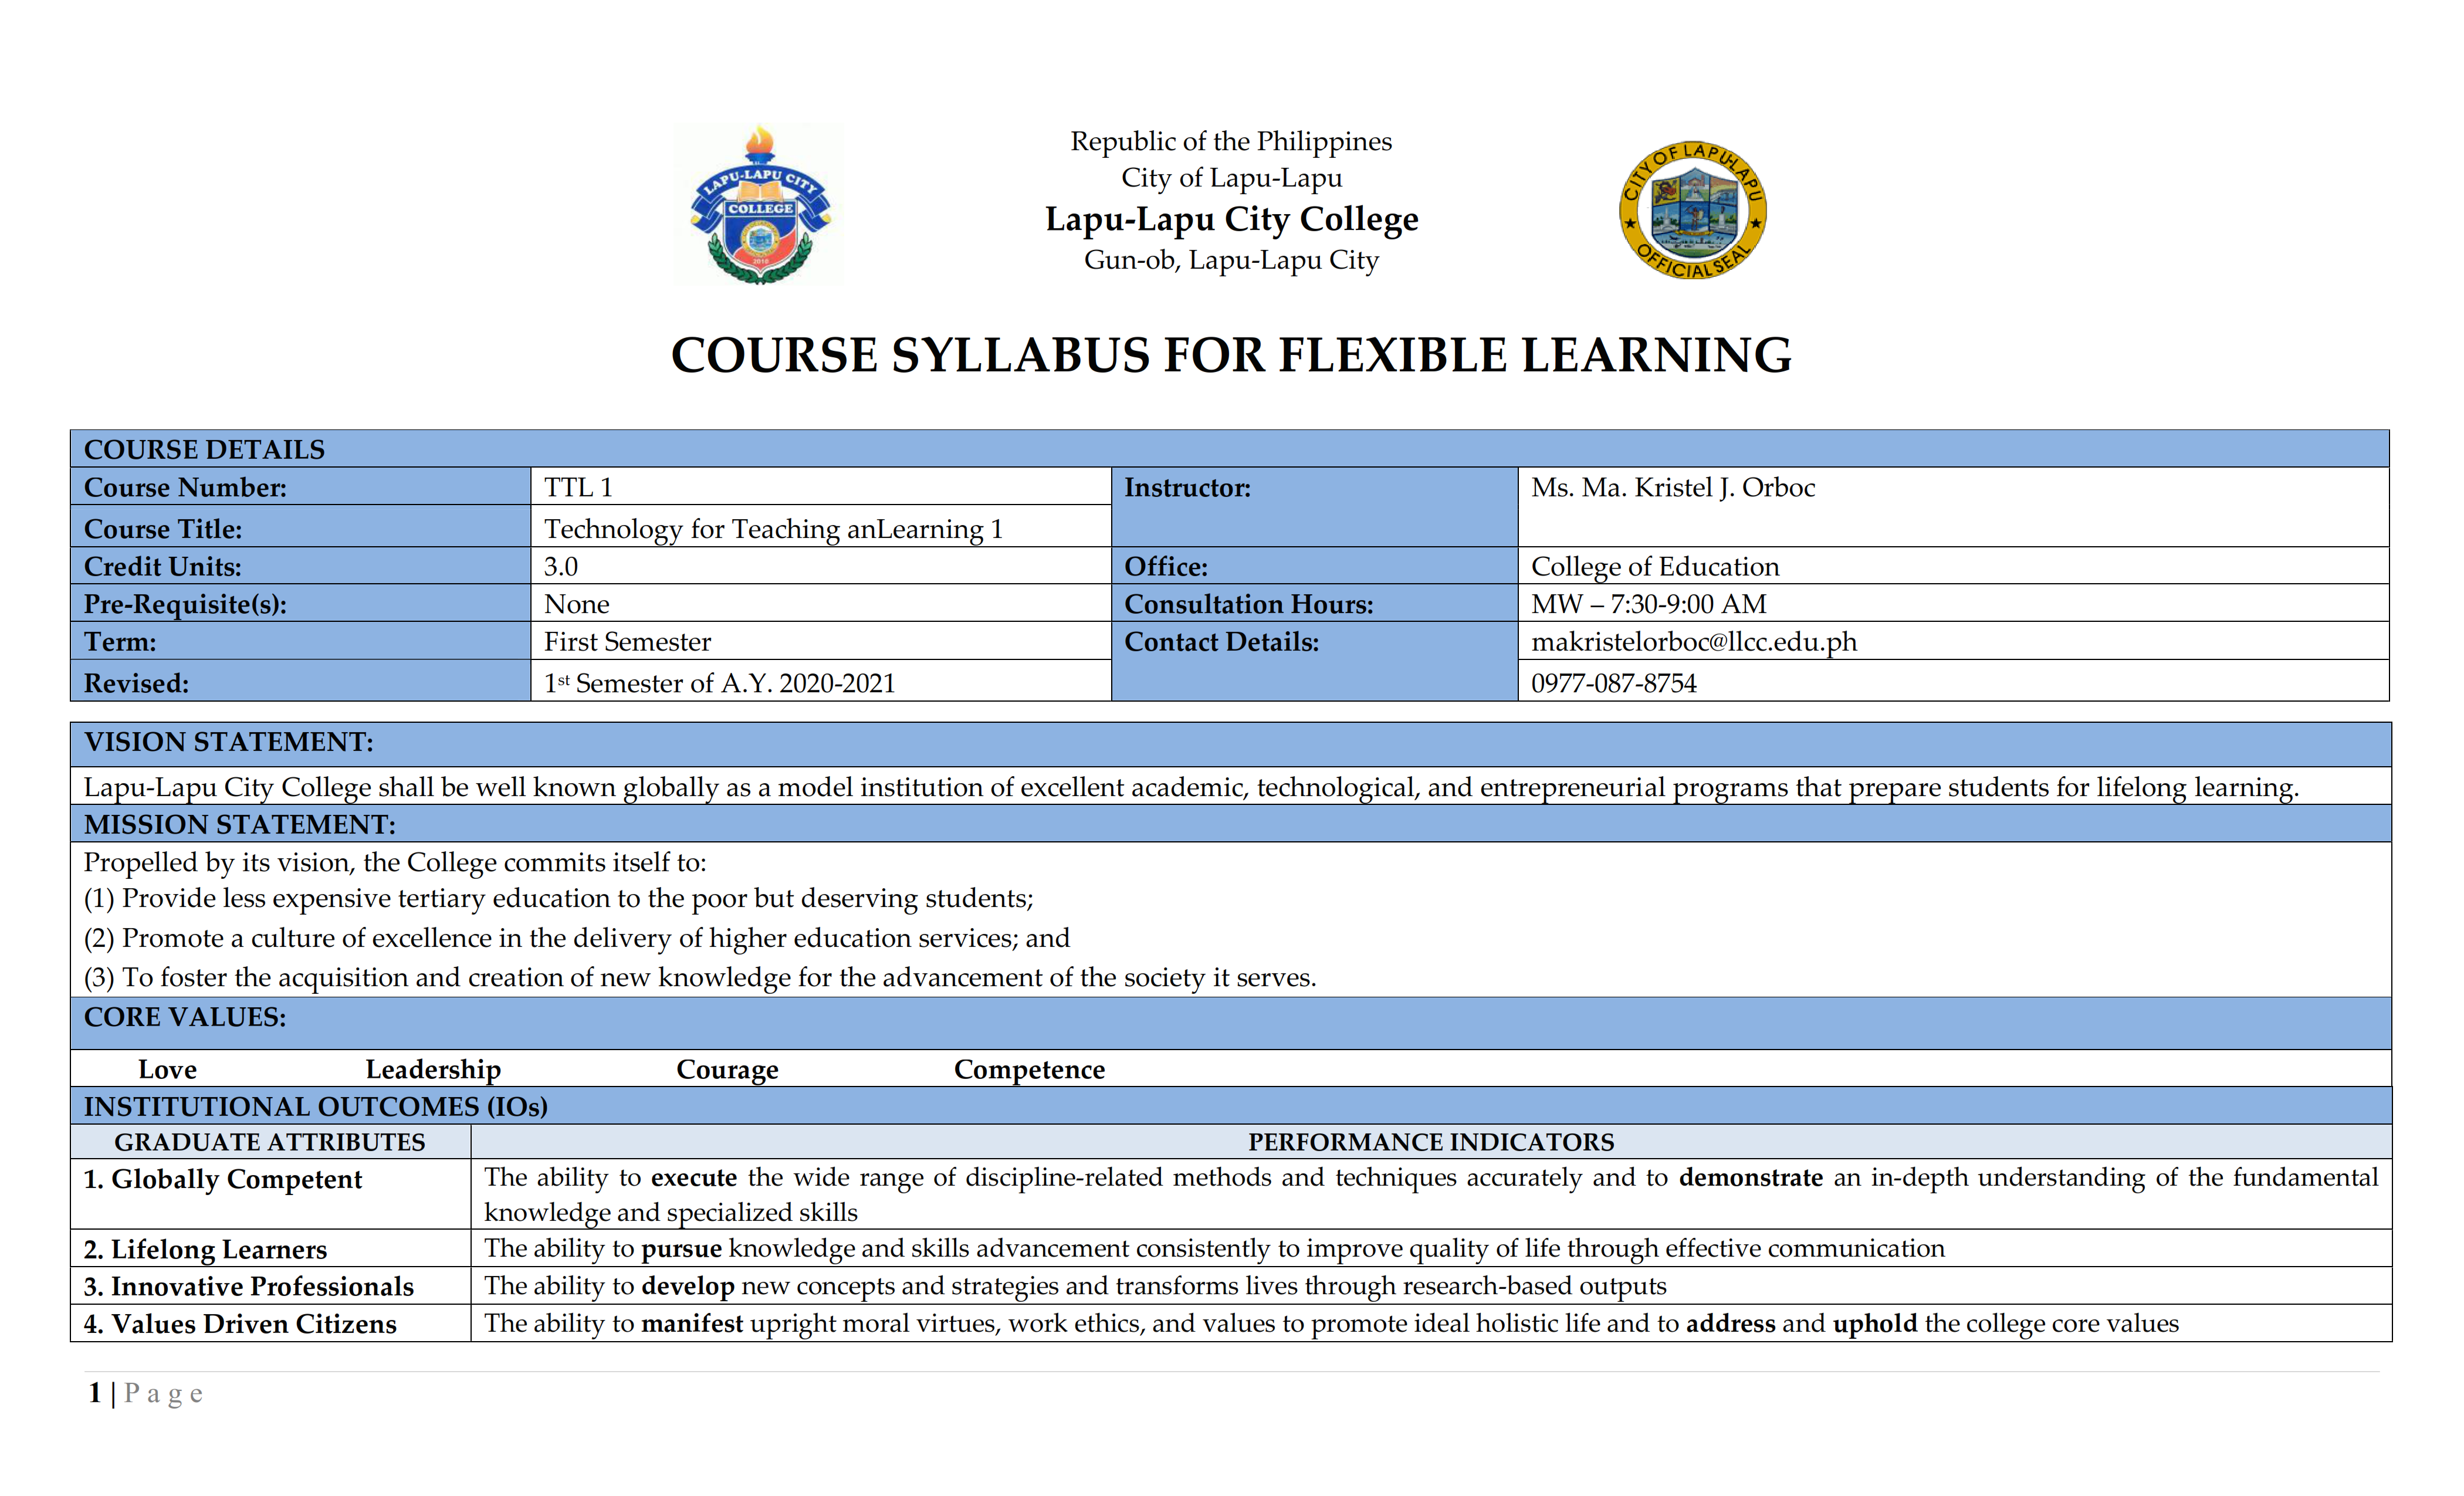 LAPU-LAPU CITY
COLLEGE
2010
Republic of the Philippines
City of Lapu-Lapu
Lapu-Lapu City College
Gun-ob, Lapu-Lapu City
CITY OF LAPU-LAPU
OFFICIAL SEAL
COURSE SYLLABUS FOR FLEXIBLE LEARNING
COURSE DETAILS
Course Number: TTL 1 Instructor: Ms. Ma. Kristel J. Orboc
Course Title: Technology for Teaching anLearning 1
Credit Units: 3.0 Office: College of Education
Pre-Requisite(s): None Consultation Hours: MW – 7:30-9:00 AM
Term: First Semester Contact Details: makristelorboc@llcc.edu.ph
Revised: 1st Semester of A.Y. 2020-2021 0977-087-8754
VISION STATEMENT:
Lapu-Lapu City College shall be well known globally as a model institution of excellent academic, technological, and entrepreneurial programs that prepare students for lifelong learning.
MISSION STATEMENT:
Propelled by its vision, the College commits itself to:
(1) Provide less expensive tertiary education to the poor but deserving students;
(2) Promote a culture of excellence in the delivery of higher education services; and
(3) To foster the acquisition and creation of new knowledge for the advancement of the society it serves.
CORE VALUES:
Love Leadership Courage Competence
INSTITUTIONAL OUTCOMES (IOs)
GRADUATE ATTRIBUTES PERFORMANCE INDICATORS
1. Globally Competent The ability to execute the wide range of discipline-related methods and techniques accurately and to demonstrate an in-depth understanding of the fundamental
knowledge and specialized skills
2. Lifelong Learners The ability to pursue knowledge and skills advancement consistently to improve quality of life through effective communication
3. Innovative Professionals The ability to develop new concepts and strategies and transforms lives through research-based outputs
4. Values Driven Citizens The ability to manifest upright moral virtues, work ethics, and values to promote ideal holistic life and to address and uphold the college core values
1 | Page